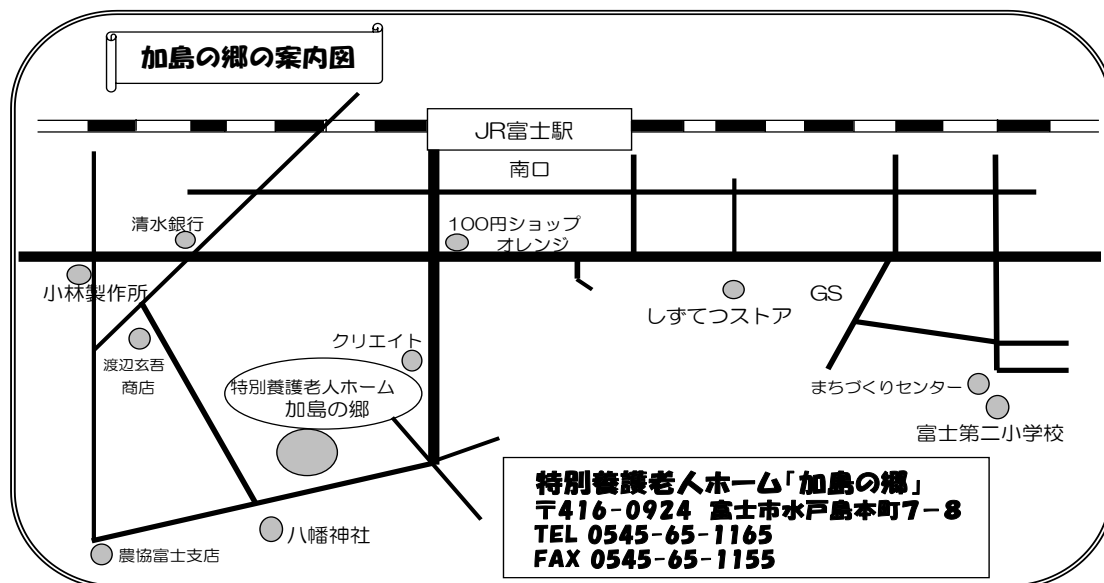 加島の郷の案内図
JR富士駅
南口
清水銀行
100円ショップ
オレンジ
小林製作所
しずてつストア
GS
渡辺玄吾
商店
クリエイト
特別養護老人ホーム
加島の郷
まちづくりセンター
富士第二小学校
八幡神社
農協富士支店
特別養護老人ホーム「加島の郷」
〒416-0924 富士市水戸島本町7-8
TEL 0545-65-1165
FAX 0545-65-1155